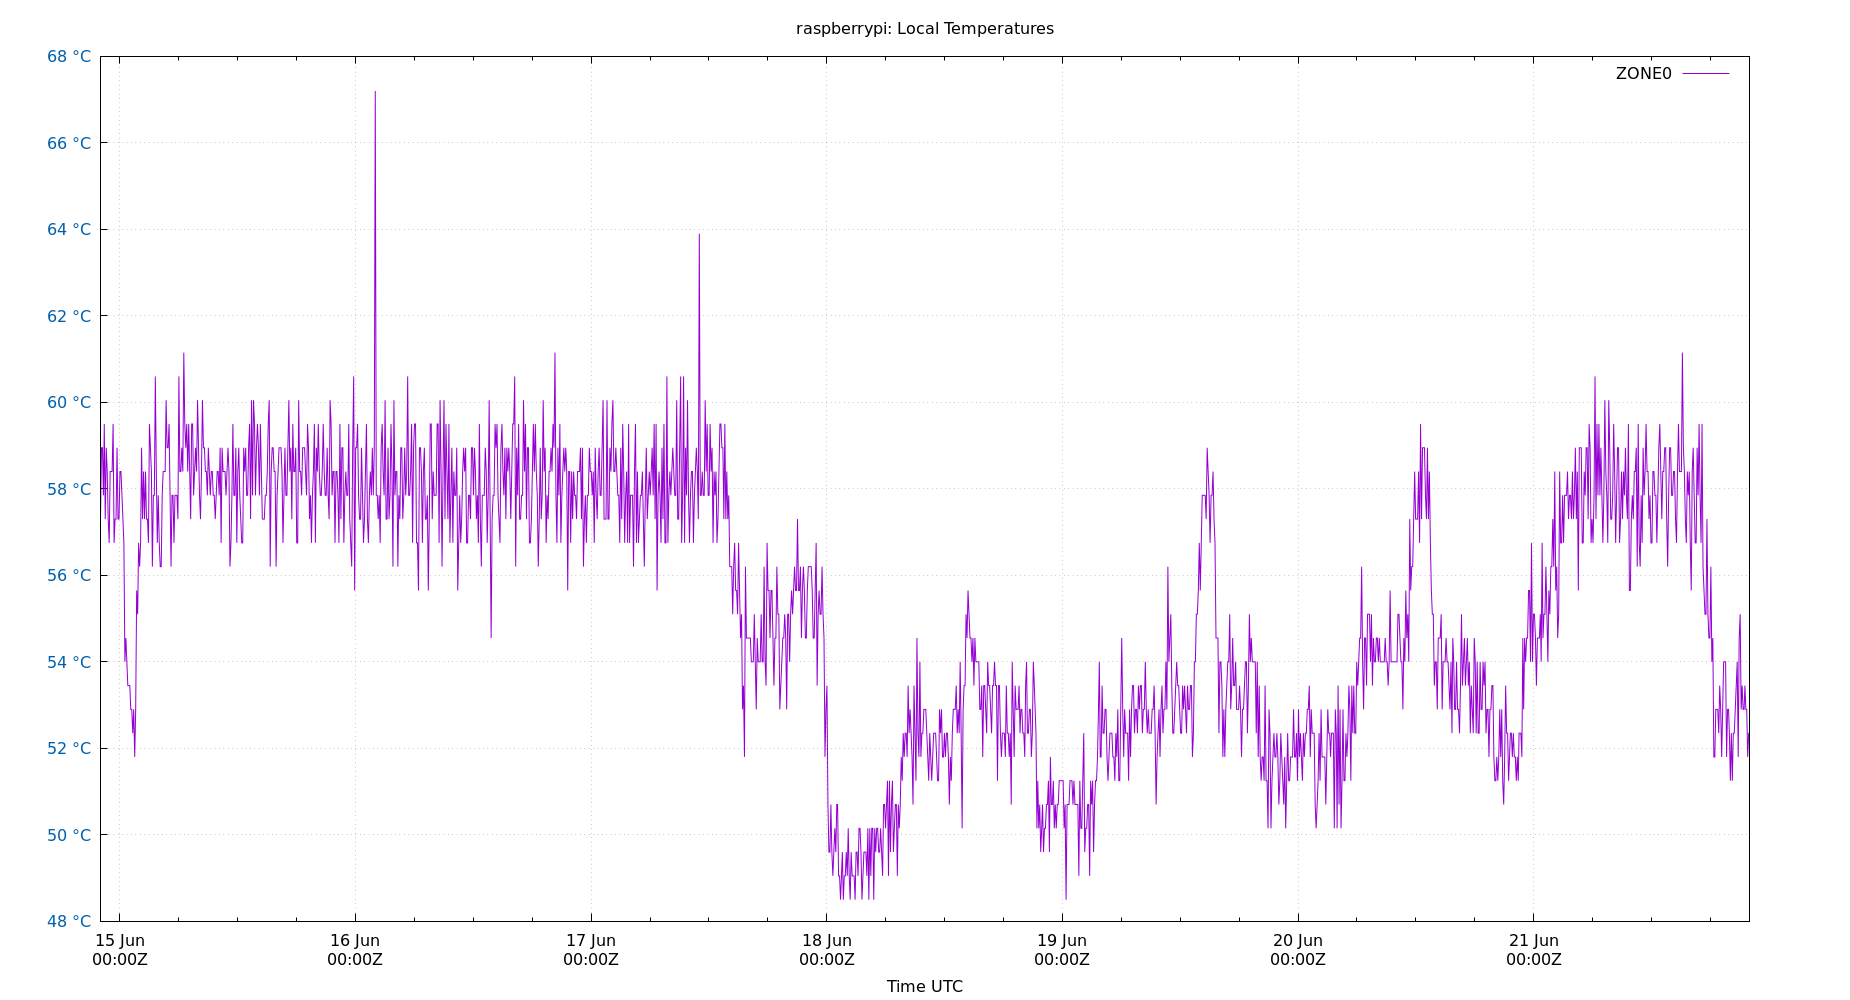 raspberrypi: Local Temperatures
68 °C
ZONE0
66 °C
64 °C
62 °C
60 °C
58 °C
56 °C
54 °C
52 °C
50 °C
48 °C
15 Jun 16 Jun 17 Jun 18 Jun 19 Jun 20 Jun 21 Jun
00:00Z 00:00Z 00:00Z 00:00Z 00:00Z 00:00Z 00:00Z
Time UTC